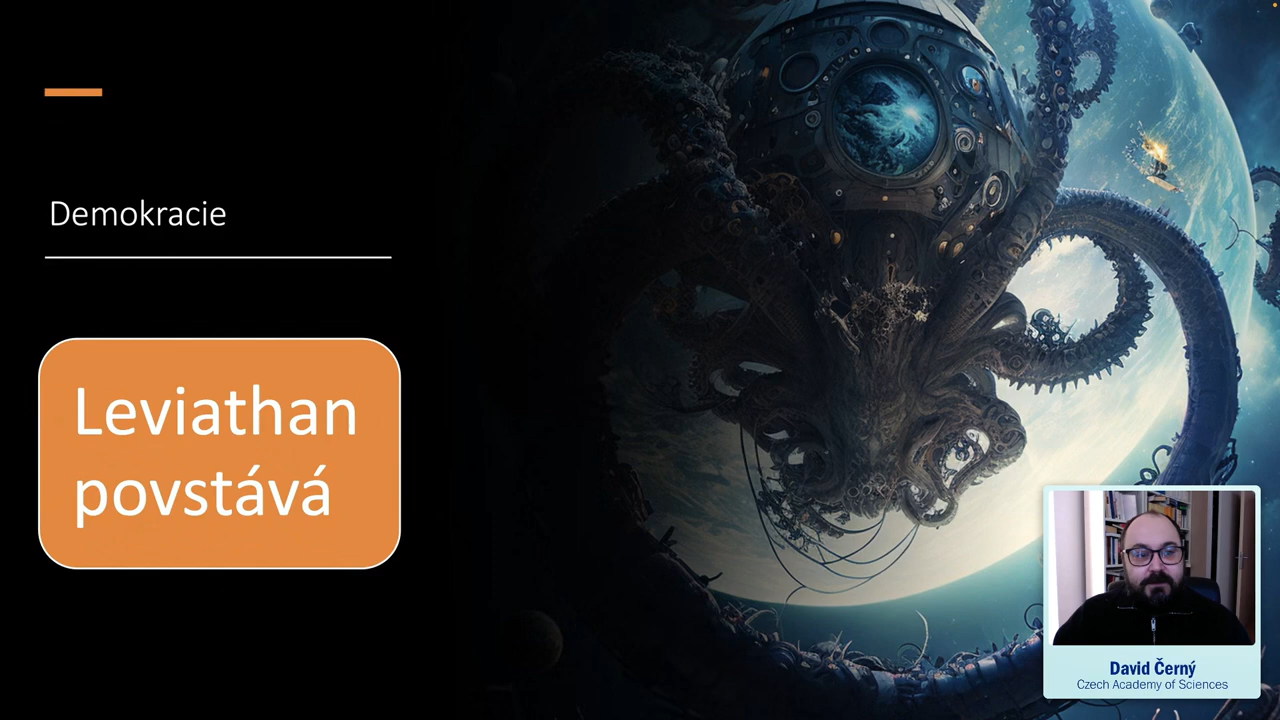 Demokracie
Leviathan
povstává
David Černý
Czech Academy of Sciences